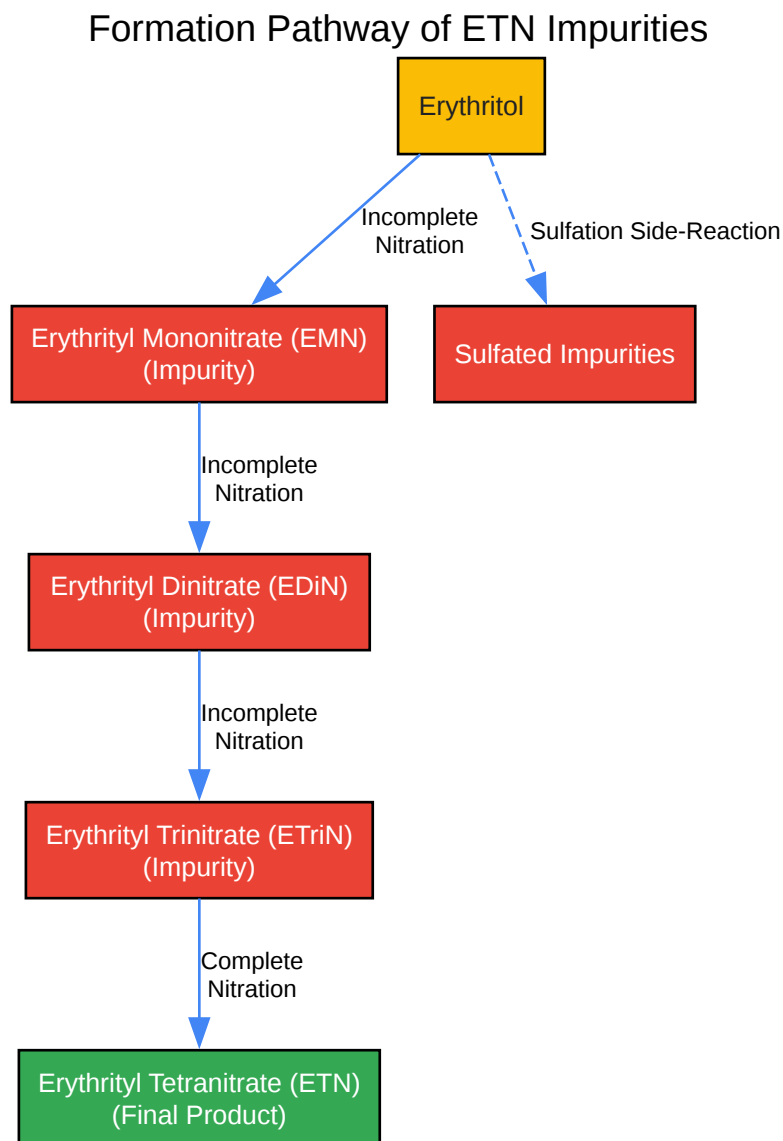 Formation Pathway of ETN Impurities
Erythritol
Incomplete
Nitration
Sulfation Side-Reaction
Erythrityl Mononitrate (EMN)
(Impurity)
Sulfated Impurities
Incomplete
Nitration
Erythrityl Dinitrate (EDiN)
(Impurity)
Incomplete
Nitration
Erythrityl Trinitrate (ETriN)
(Impurity)
Complete
Nitration
Erythrityl Tetranitrate (ETN)
(Final Product)